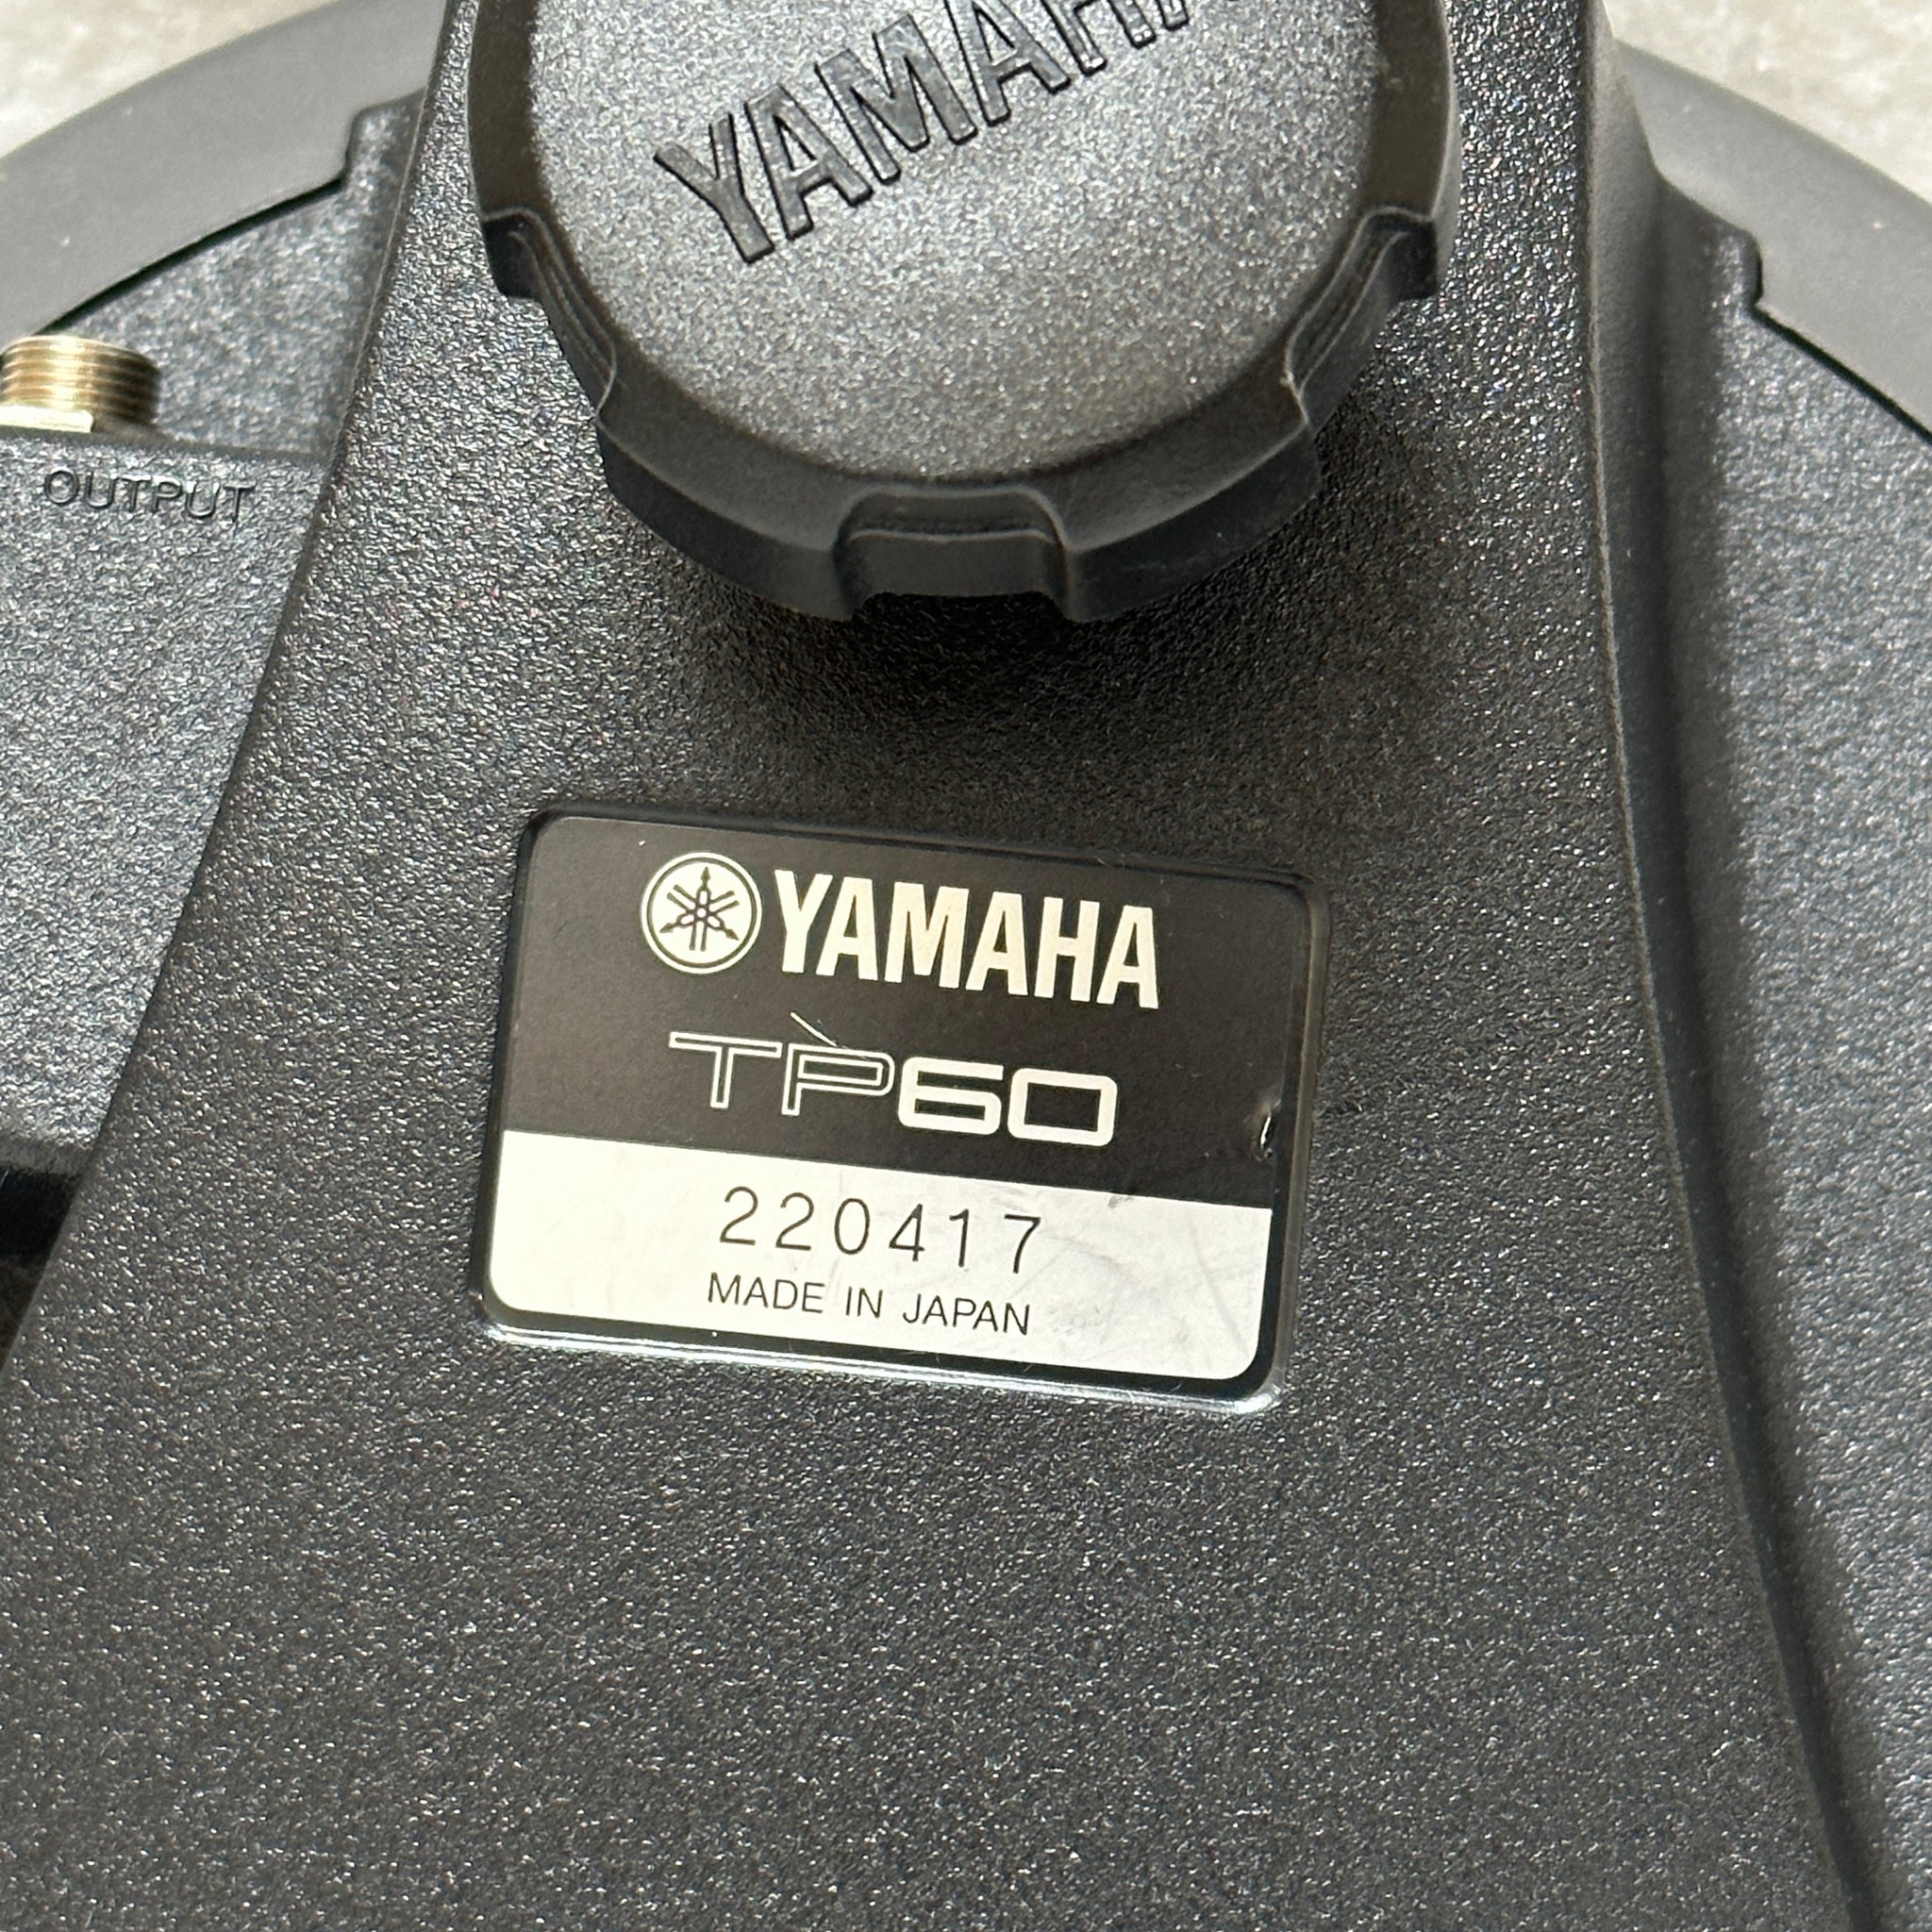 YAMAHA
OUTPUT
YAMAHA
TP60
220417
MADE IN JAPAN